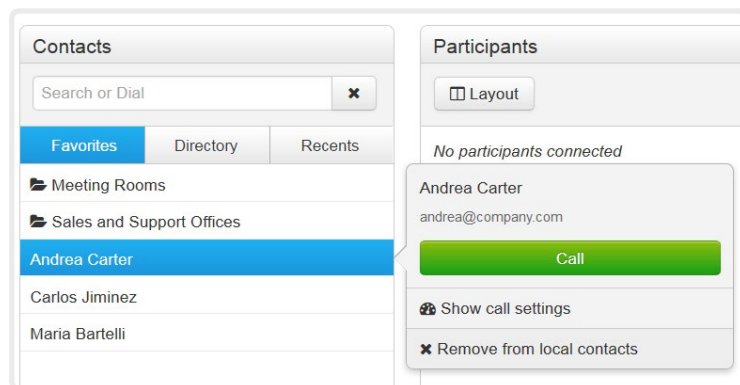 Contacts
Search or Dial
Favorites Directory Recents
Meeting Rooms
Sales and Support Offices
Andrea Carter
Carlos Jiminez
Maria Bartelli
Participants
Layout
No participants connected
Andrea Carter
andrea@company.com
Call
Show call settings
Remove from local contacts